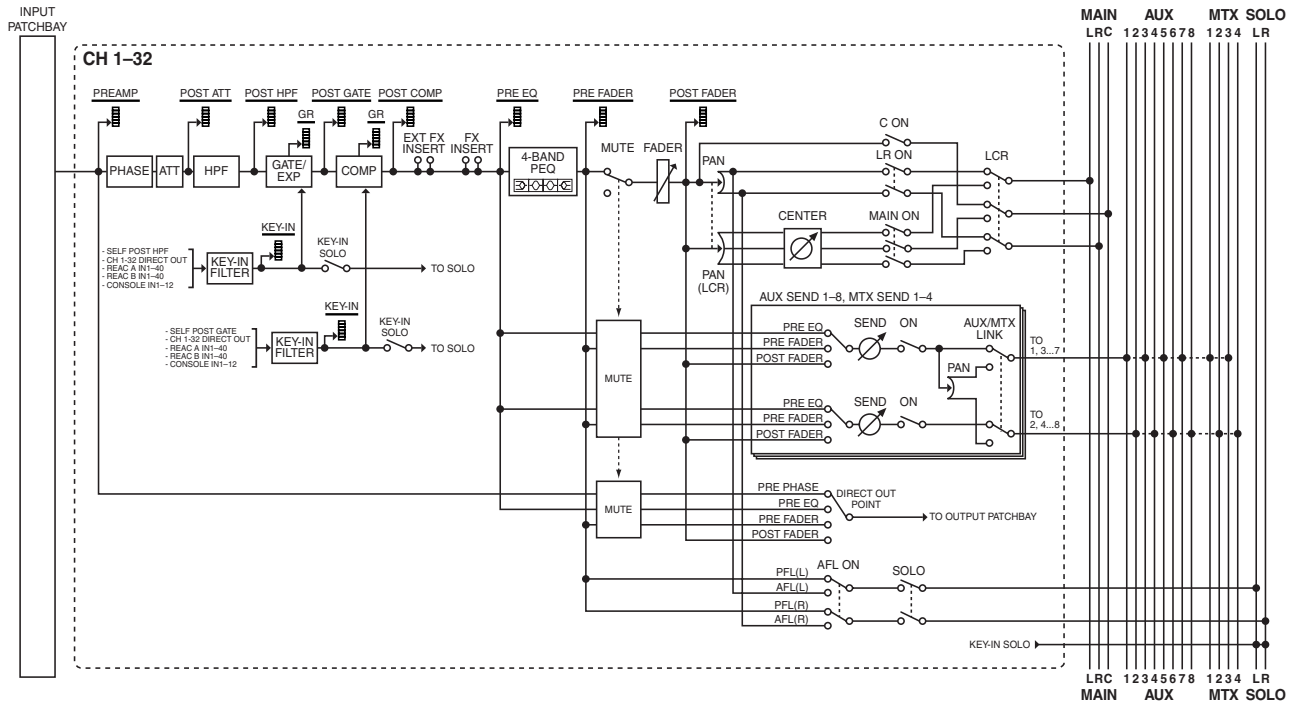 INPUT
PATCHBAY
MAIN AUX MTX SOLO
LRC 12345678 1234 LR
CH 1–32
PREAMP POST ATT POST HPF POST GATE POST COMP PRE EQ PRE FADER POST FADER
GR GR
EXT FX
INSERT
FX
INSERT
PHASE ATT HPF
GATE/
EXP
COMP
4-BAND
PEQ
MUTE FADER
PAN
C ON
LR ON
LCR
CENTER
MAIN ON
PAN
(LCR)
KEY-IN
- SELF POST HPF
- CH 1-32 DIRECT OUT
- REAC A IN1–40
- REAC B IN1–40
- CONSOLE IN1–12
KEY-IN
FILTER
KEY-IN
SOLO
TO SOLO
KEY-IN
- SELF POST GATE
- CH 1-32 DIRECT OUT
- REAC A IN1–40
- REAC B IN1–40
- CONSOLE IN1–12
KEY-IN
FILTER
KEY-IN
SOLO
TO SOLO
MUTE
AUX SEND 1–8, MTX SEND 1–4
PRE EQ
PRE FADER
POST FADER
SEND ON
AUX/MTX
LINK
PAN
TO
1, 3...7
PRE EQ
PRE FADER
POST FADER
SEND ON
TO
2, 4...8
MUTE
PRE PHASE
PRE EQ
PRE FADER
POST FADER
DIRECT OUT
POINT
TO OUTPUT PATCHBAY
PFL(L)
AFL(L)
PFL(R)
AFL(R)
AFL ON
SOLO
KEY-IN SOLO
LRC 12345678 1234 LR
MAIN AUX MTX SOLO